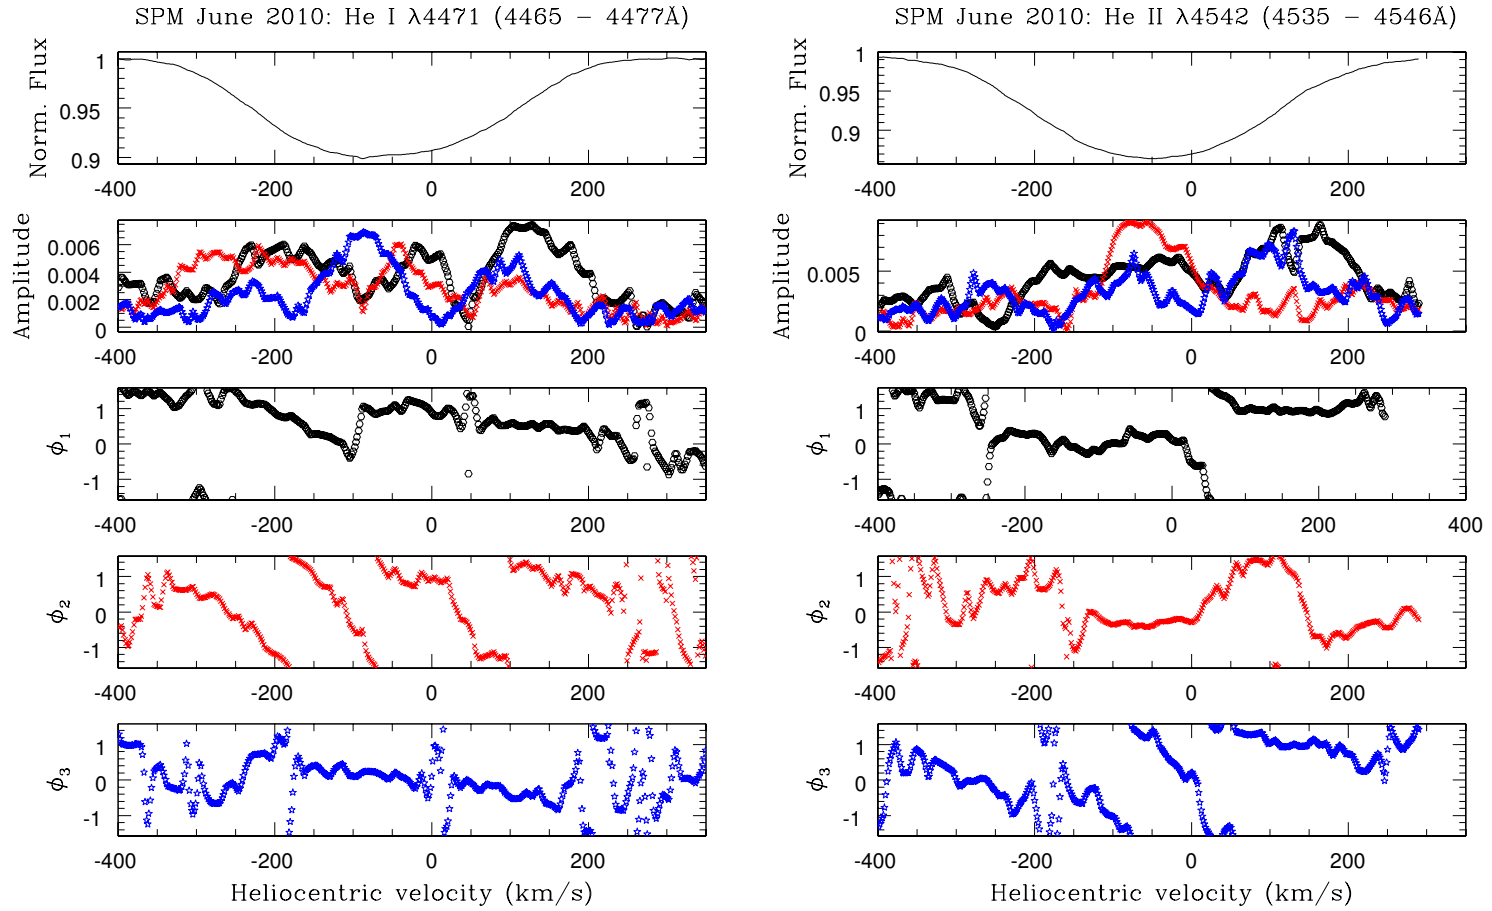 SPM June 2010: He I λ4471 (4465 – 4477Å)
1
0.95
0.9
Norm. Flux
-400 -200 0 200
0.006
0.004
0.002
0
Amplitude
-400 -200 0 200
1
0
-1
ϕ1
-400 -200 0 200
1
0
-1
ϕ2
-400 -200 0 200
1
0
-1
ϕ3
-400 -200 0 200
Heliocentric velocity (km/s)
SPM June 2010: He II λ4542 (4535 – 4546Å)
1
0.95
0.9
Norm. Flux
-400 -200 0 200
0.005
0
Amplitude
-400 -200 0 200
1
0
-1
ϕ1
-400 -200 0 200 400
1
0
-1
ϕ2
-400 -200 0 200
1
0
-1
ϕ3
-400 -200 0 200
Heliocentric velocity (km/s)